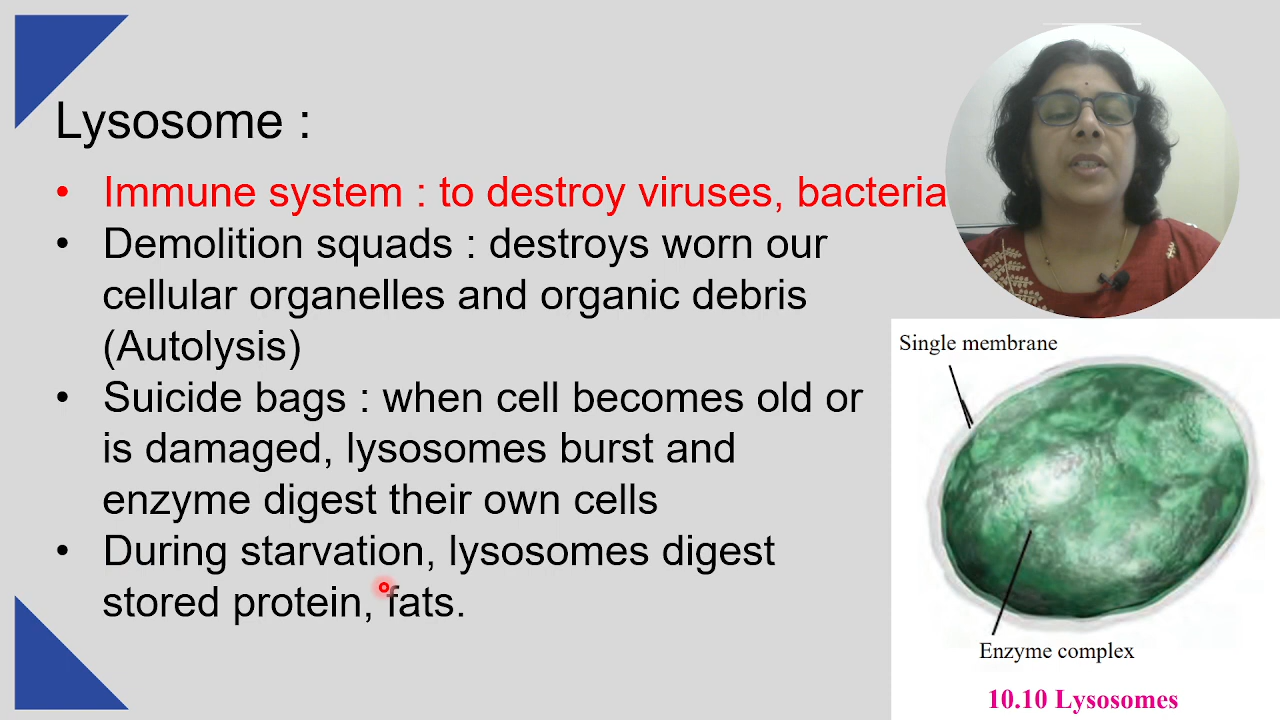 Lysosome :
• Immune system : to destroy viruses, bacteria
• Demolition squads : destroys worn our
cellular organelles and organic debris
(Autolysis)
• Suicide bags : when cell becomes old or
is damaged, lysosomes burst and
enzyme digest their own cells
• During starvation, lysosomes digest
stored protein, fats.
Single membrane
Enzyme complex
10.10 Lysosomes